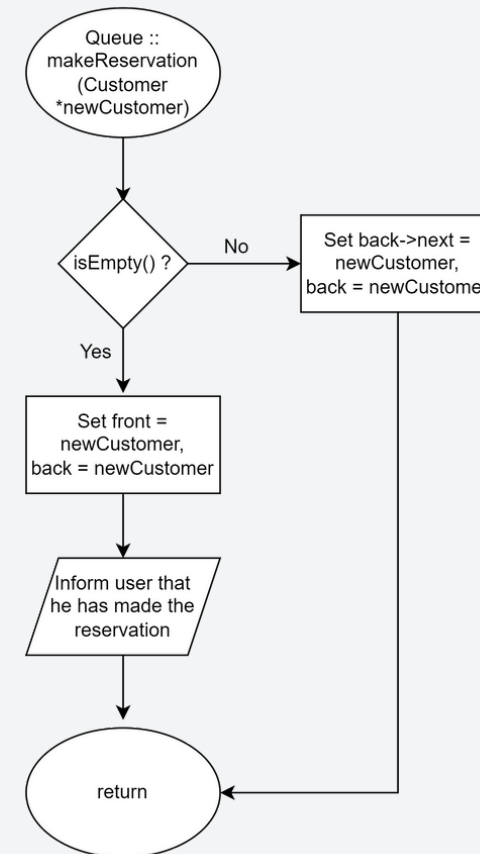 Queue ::
makeReservation
(Customer
*newCustomer)
isEmpty() ?
No
Set back->next =
newCustomer,
back = newCustome
Yes
Set front =
newCustomer,
back = newCustomer
Inform user that
he has made the
reservation
return